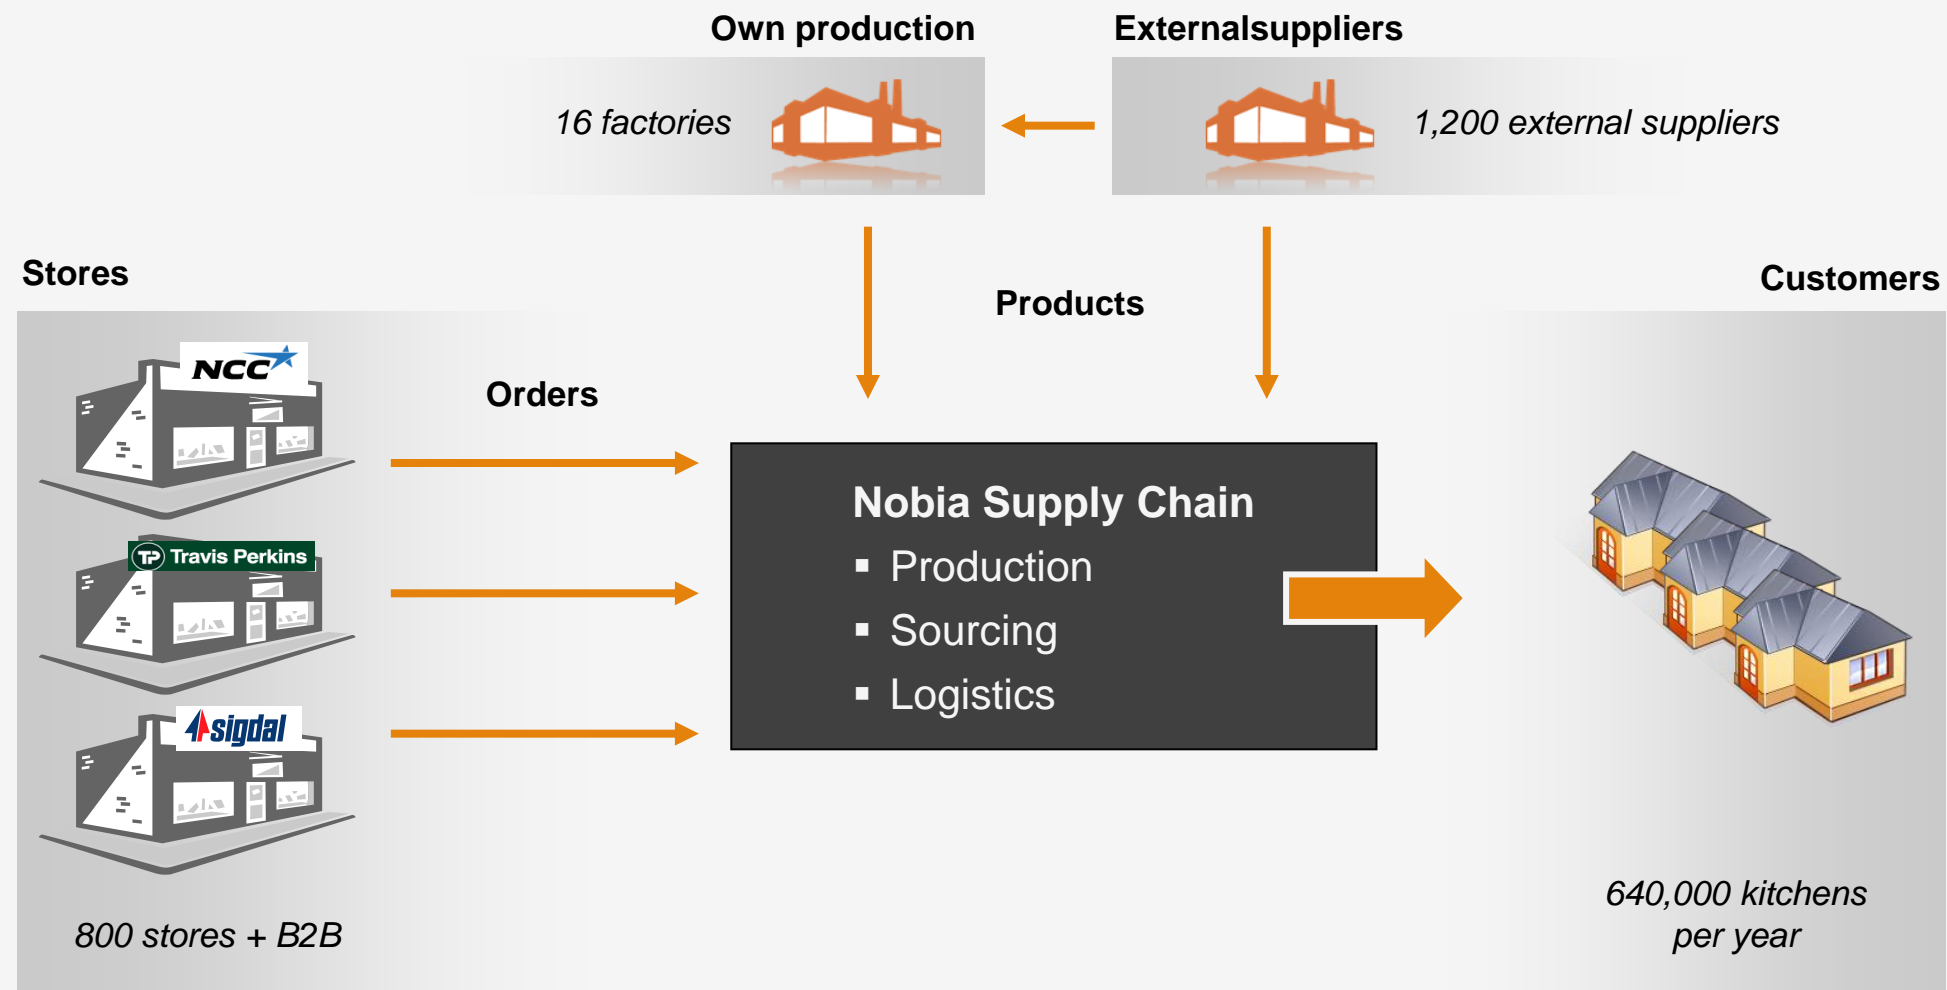 Own production
Externalsuppliers
16 factories
1,200 external suppliers
Stores
Products
Customers
NCC
Orders
TP Travis Perkins
sigdal
Nobia Supply Chain
▪ Production
▪ Sourcing
▪ Logistics
800 stores + B2B
640,000 kitchens
per year